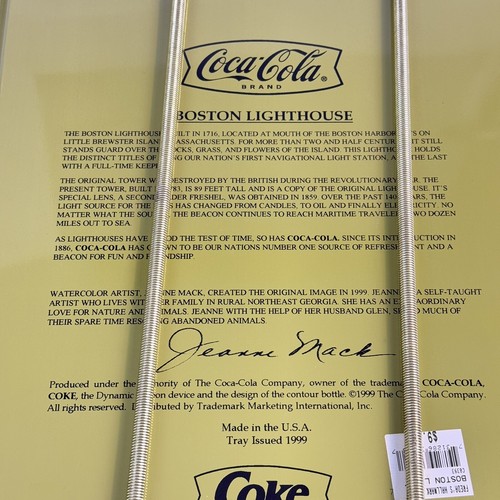 Coca-Cola®
BRAND
BOSTON LIGHTHOUSE
THE BOSTON LIGHTHOUSE BUILT IN 1716, LOCATED AT MOUTH OF THE BOSTON HARBOR ON
LITTLE BREWSTER ISLAND MASSACHUSETTS. FOR MORE THAN TWO AND HALF CENTURIES IT STILL
STANDS GUARD OVER THE ROCKS, GRASS, AND FLOWERS OF THE ISLAND. THIS LIGHTHOUSE HOLDS
THE DISTINCT TITLES OF BEING OUR NATION'S FIRST NAVIGATIONAL LIGHT STATION, AND THE LAST
WITH A FULL-TIME KEEPER.
THE ORIGINAL TOWER WAS DESTROYED BY THE BRITISH DURING THE REVOLUTIONARY WAR. THE
PRESENT TOWER, BUILT IN 1783, IS 89 FEET TALL AND IS A COPY OF THE ORIGINAL LIGHTHOUSE. IT'S
SPECIAL LENS, A SECOND ORDER FRESHEL, WAS OBTAINED IN 1859. OVER THE PAST 140 YEARS, THE
LIGHT SOURCE FOR THE LENS HAS CHANGED FROM CANDLES, TO OIL AND FINALLY ELECTRICITY. NO
MATTER WHAT THE SOURCE, THE BEACON CONTINUES TO REACH MARITIME TRAVELERS TWO DOZEN
MILES OUT TO SEA.
AS LIGHTHOUSES HAVE STOOD THE TEST OF TIME, SO HAS COCA-COLA. SINCE ITS INTRODUCTION IN
1886, COCA-COLA HAS GROWN TO BE OUR NATIONS NUMBER ONE SOURCE OF REFRESHMENT AND A
BEACON FOR FUN AND FRIENDSHIP.
WATERCOLOR ARTIST, JEANNE MACK, CREATED THE ORIGINAL IMAGE IN 1999. JEANNE IS A SELF-TAUGHT
ARTIST WHO LIVES WITH HER FAMILY IN RURAL NORTHEAST GEORGIA. SHE HAS AN EXTRAORDINARY
LOVE FOR NATURE AND ANIMALS. JEANNE WITH THE HELP OF HER HUSBAND GLEN, SPEND MUCH OF
THEIR SPARE TIME RESCUING ABANDONED ANIMALS.
Jeanne Mack
Produced under the authority of The Coca-Cola Company, owner of the trademarks COCA-COLA,
COKE, the Dynamic Ribbon device and the design of the contour bottle. ©1999 The Coca-Cola Company.
All rights reserved. Distributed by Trademark Marketing International, Inc.
Made in the U.S.A.
Tray Issued 1999
Coke
FREDA'S HALLMARK
BOSTON L
$9.